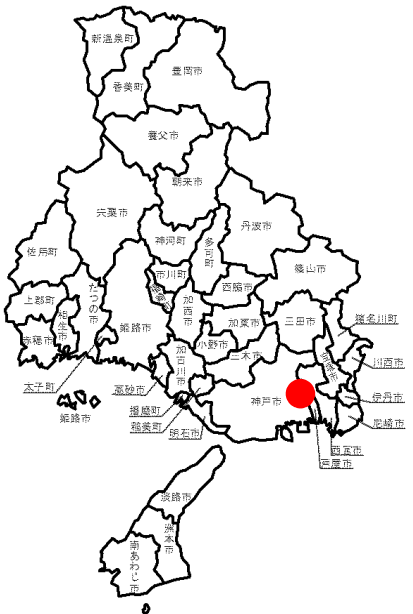 新温泉町
香美町
豊岡市
養父市
朝来市
宍粟市
丹波市
神河町
多可町
佐用町
市川町
篠山市
西脇市
たつの市
上郡町
相生市
姫路市
加西市
加東市
三田市
猪名川町
赤穂市
小野市
三木市
川西市
加古川市
太子町
高砂市
神戸市
伊丹市
姫路市
播磨町
稲美町
明石市
尼崎市
西宮市
芦屋市
淡路市
洲本市
南あわじ市